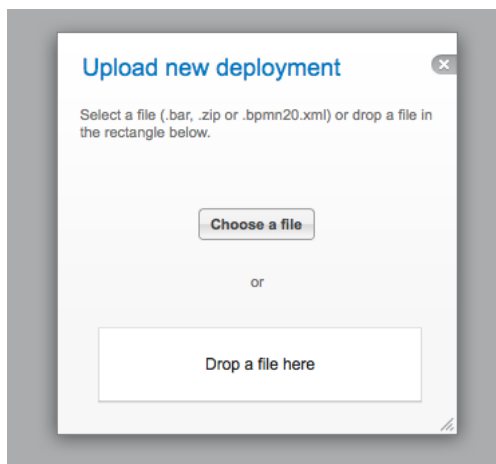 Upload new deployment
Select a file (.bar, .zip or .bpmn20.xml) or drop a file in
the rectangle below.
Choose a file
or
Drop a file here